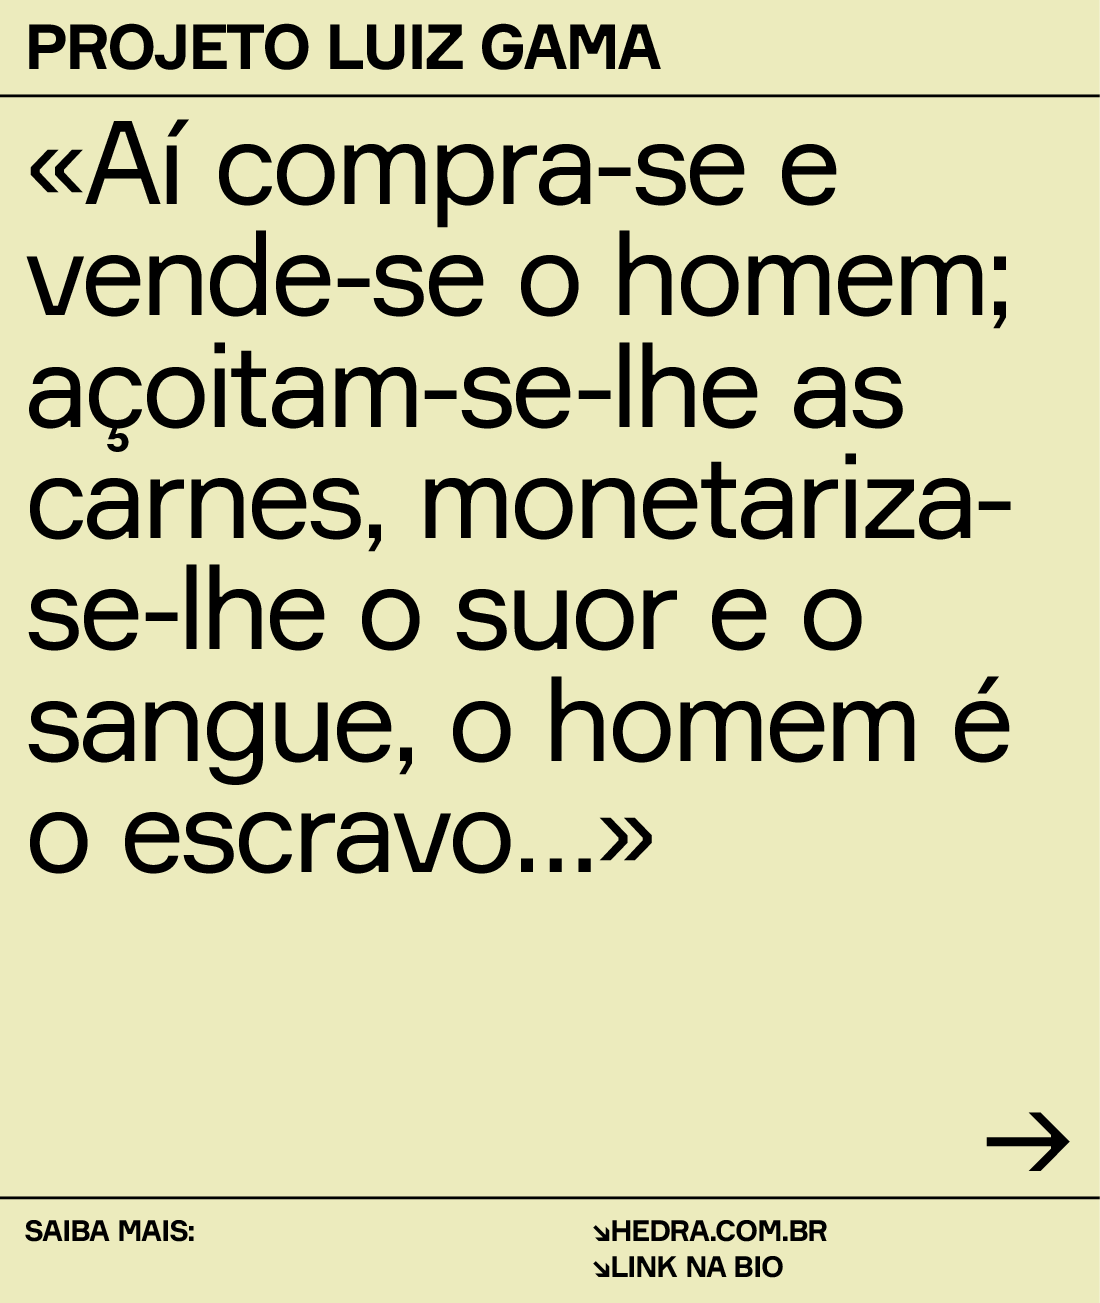 PROJETO LUIZ GAMA
«Aí compra-se e
vende-se o homem;
açoitam-se-lhe as
carnes, monetariza-
se-lhe o suor e o
sangue, o homem é
o escravo...»
→
SAIBA MAIS:
↘HEDRA.COM.BR
↘LINK NA BIO